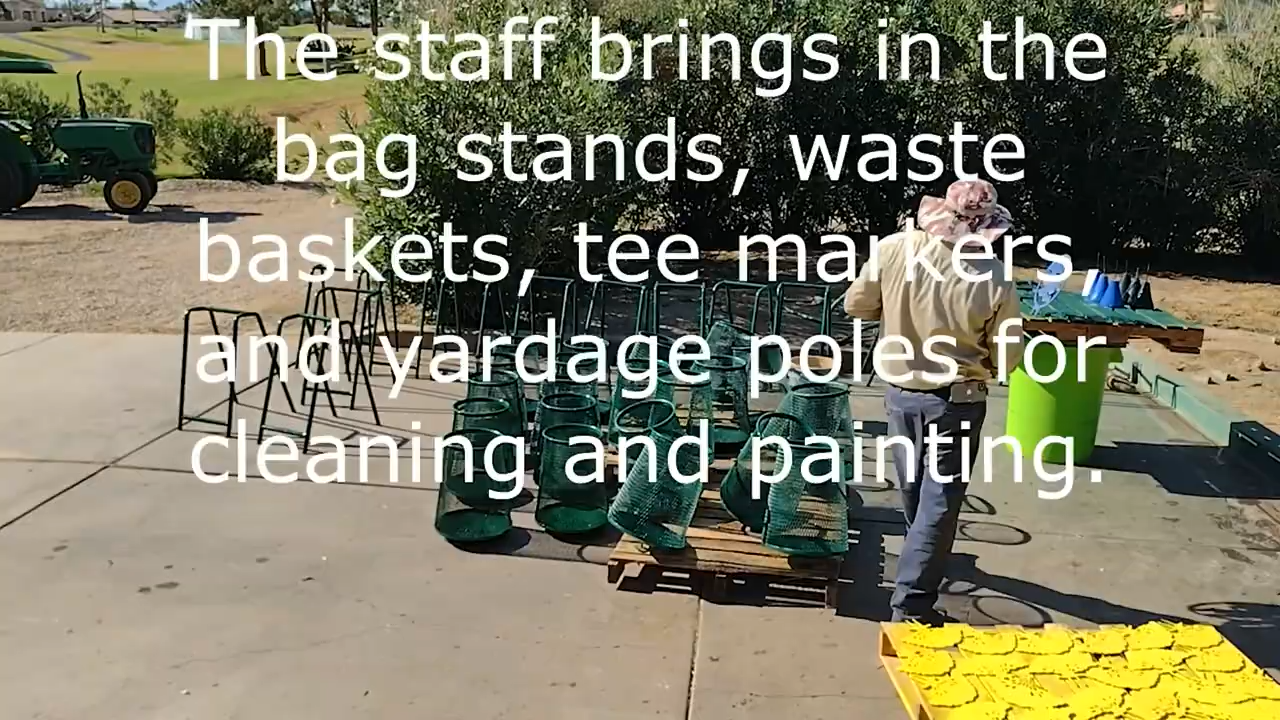 The staff brings in the
bag stands, waste
baskets, tee markers,
and yardage poles for
cleaning and painting.